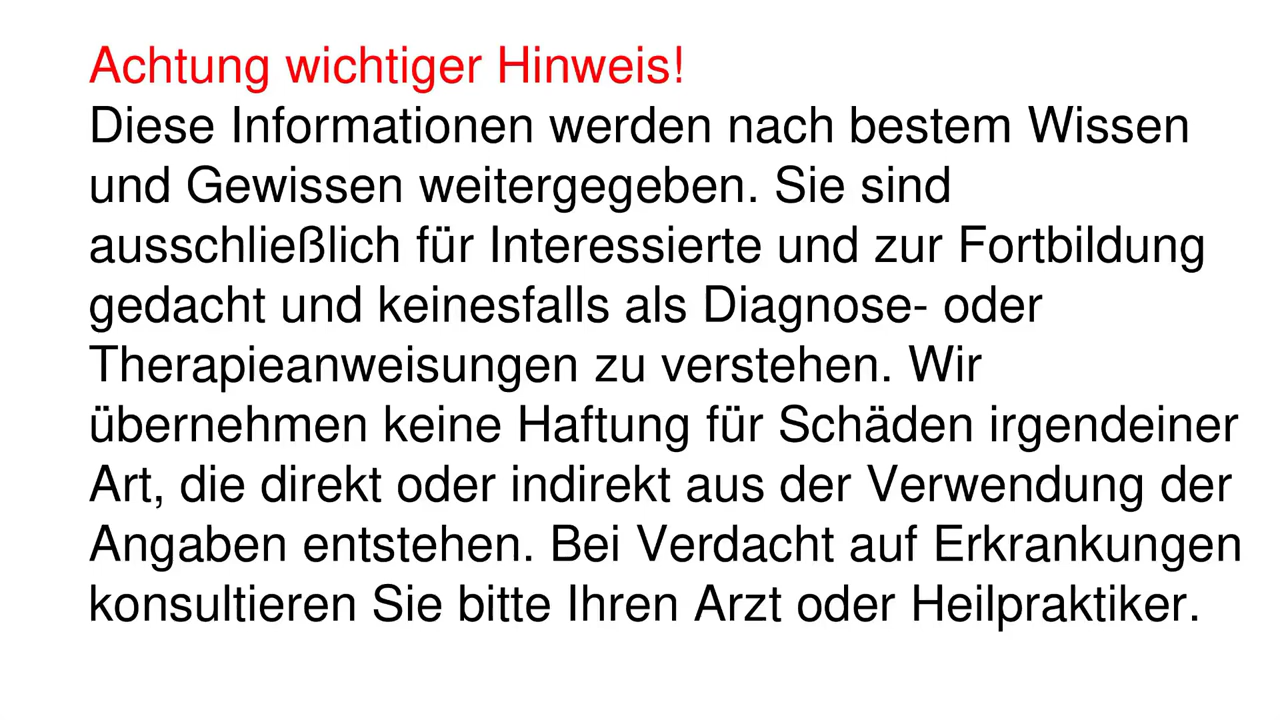 Achtung wichtiger Hinweis!
Diese Informationen werden nach bestem Wissen
und Gewissen weitergegeben. Sie sind
ausschließlich für Interessierte und zur Fortbildung
gedacht und keinesfalls als Diagnose- oder
Therapieanweisungen zu verstehen. Wir
übernehmen keine Haftung für Schäden irgendeiner
Art, die direkt oder indirekt aus der Verwendung der
Angaben entstehen. Bei Verdacht auf Erkrankungen
konsultieren Sie bitte Ihren Arzt oder Heilpraktiker.